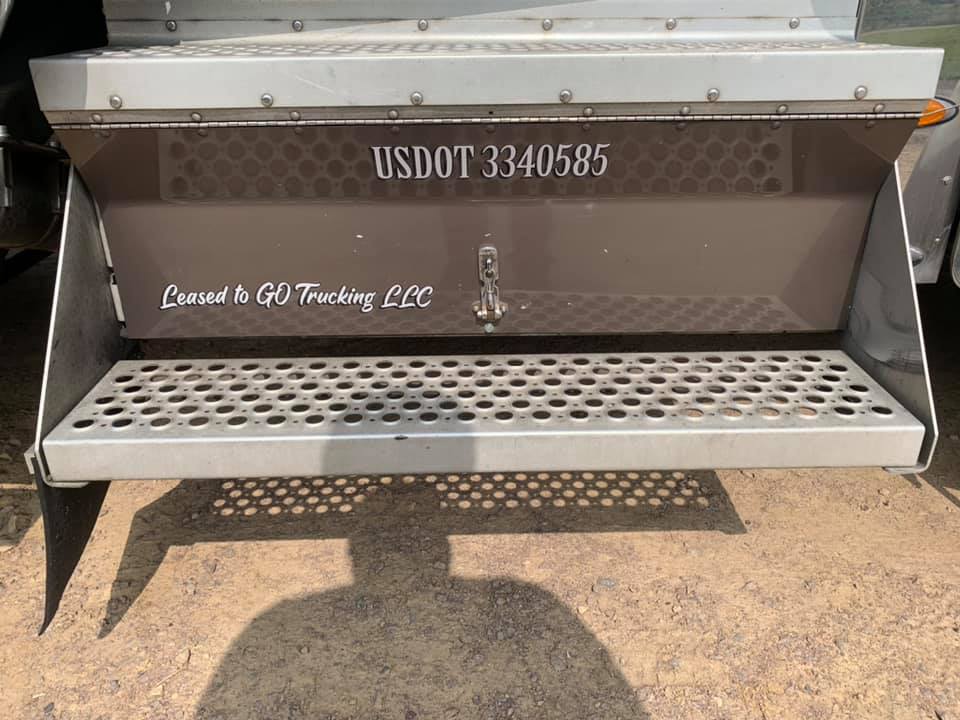 USDOT 3340585
Leased to GO Trucking LLC